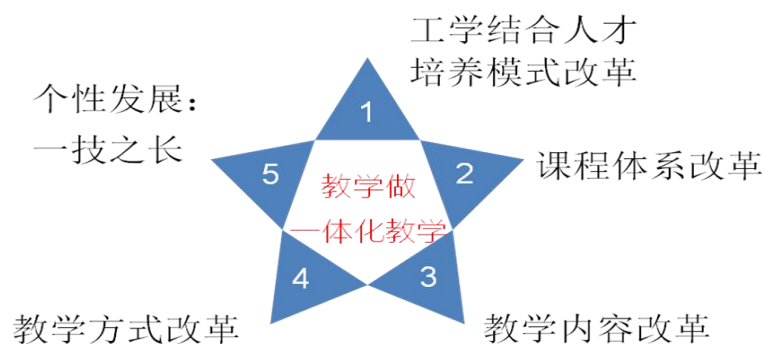 工学结合人才
培养模式改革
1
个性发展：
一技之长
5
2
课程体系改革
教学做
一体化教学
4
3
教学方式改革
教学内容改革